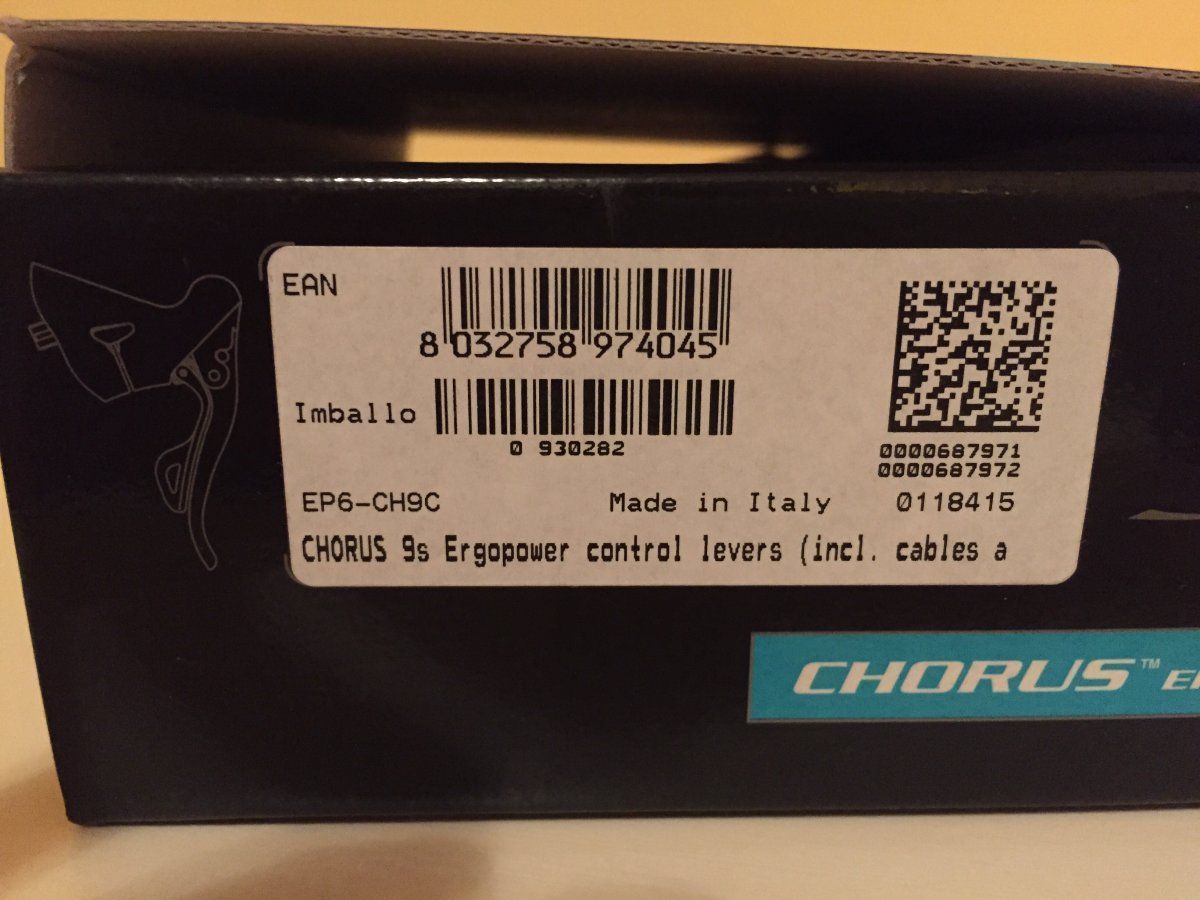 EAN
8 032758 974045
Imballo
0 930282
0000687971
0000687972
EP6-CH9C Made in Italy 0118415
CHORUS 9s Ergopower control levers (incl. cables a
CHORUS™